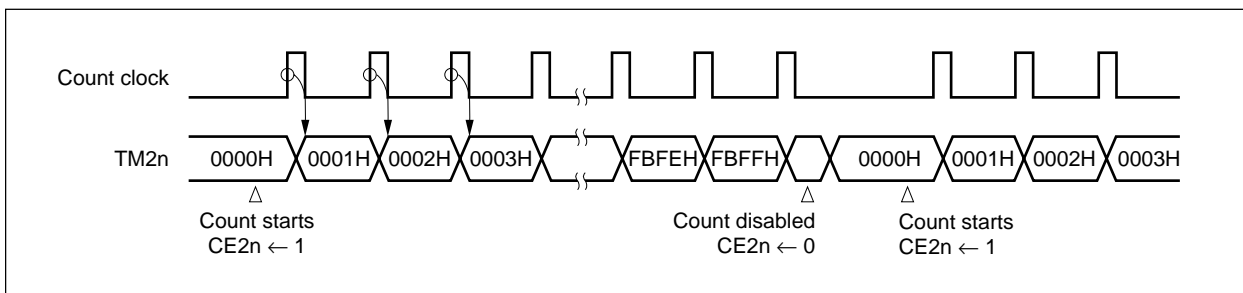 Count clock
TM2n 0000H 0001H 0002H 0003H FBFEH FBFFH 0000H 0001H 0002H 0003H
Count starts
CE2n ← 1
Count disabled
CE2n ← 0
Count starts
CE2n ← 1